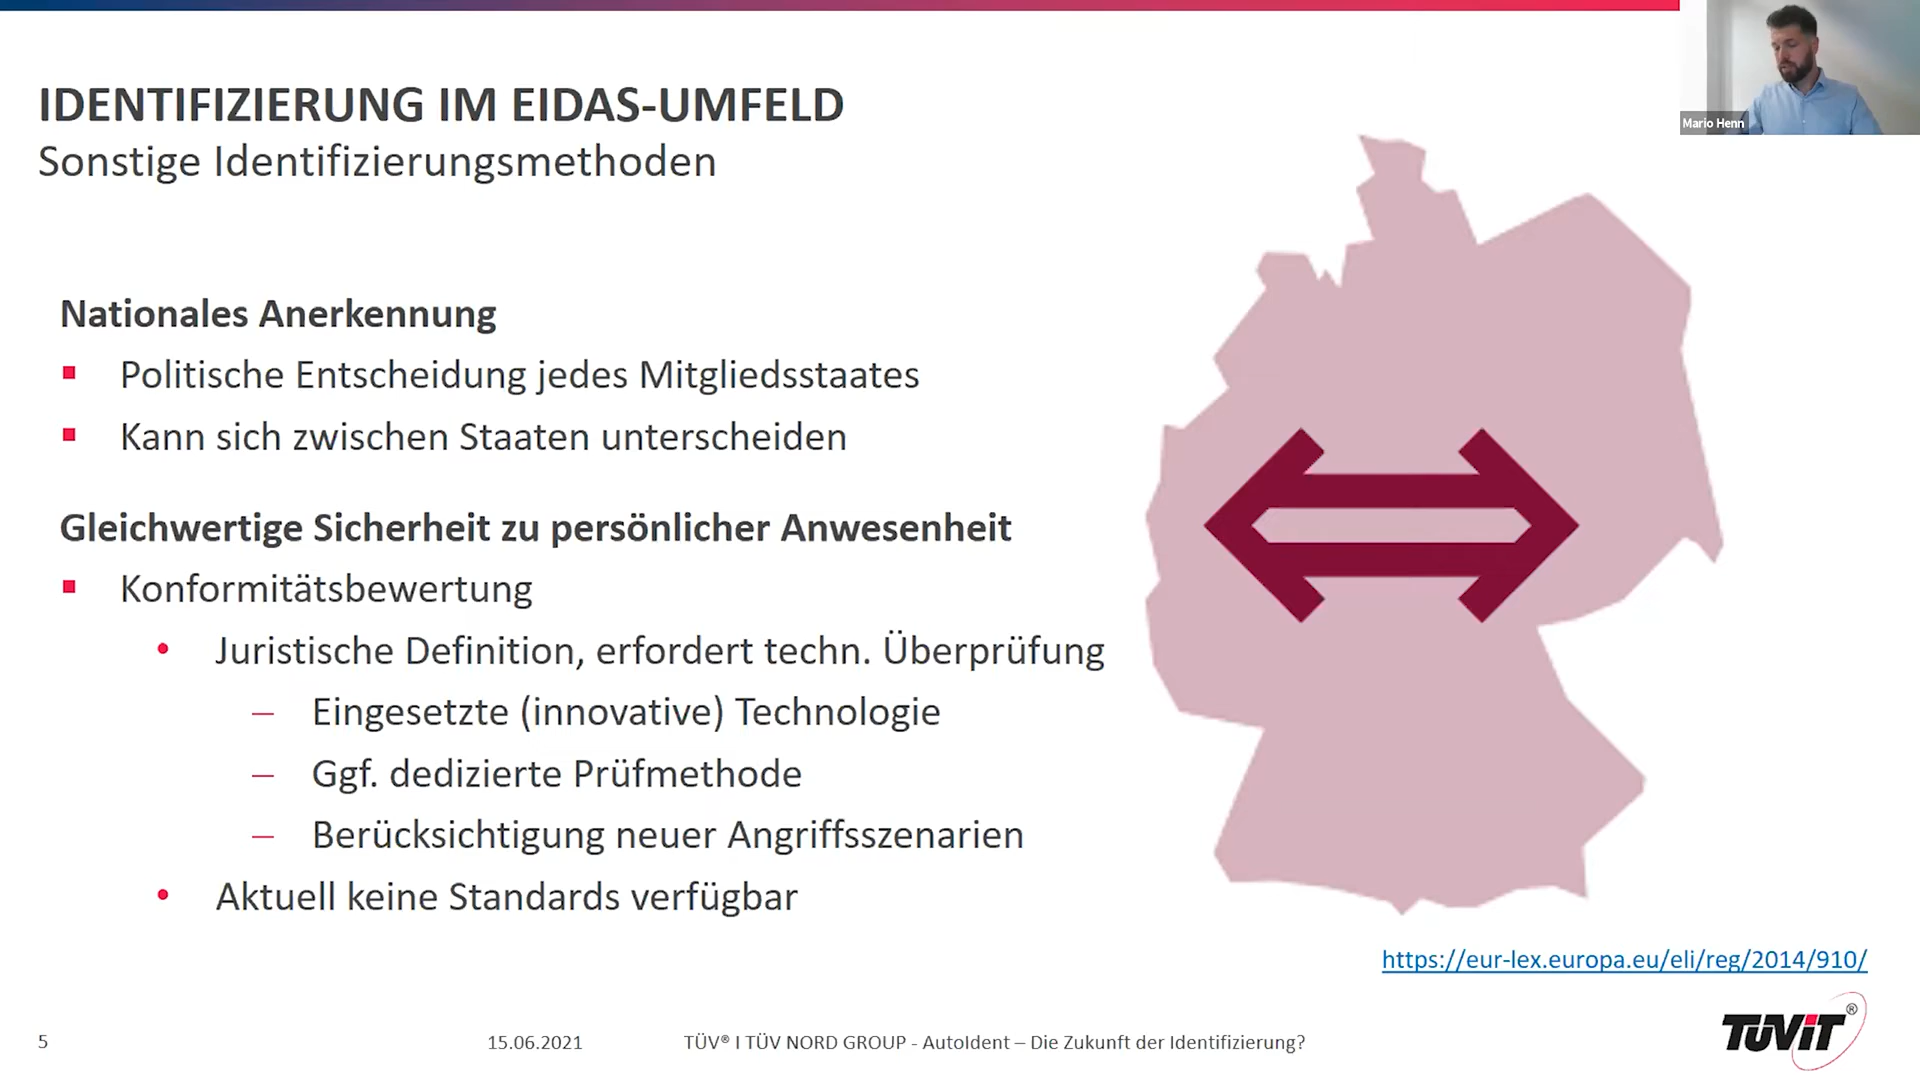 Mario Henn
IDENTIFIZIERUNG IM EIDAS-UMFELD
Sonstige Identifizierungsmethoden
Nationales Anerkennung
Politische Entscheidung jedes Mitgliedsstaates
Kann sich zwischen Staaten unterscheiden
Gleichwertige Sicherheit zu persönlicher Anwesenheit
Konformitätsbewertung
Juristische Definition, erfordert techn. Überprüfung
Eingesetzte (innovative) Technologie
Ggf. dedizierte Prüfmethode
Berücksichtigung neuer Angriffsszenarien
Aktuell keine Standards verfügbar
https://eur-lex.europa.eu/eli/reg/2014/910/
5 15.06.2021 TÜV® I TÜV NORD GROUP - AutoIdent – Die Zukunft der Identifizierung?
TÜViT®